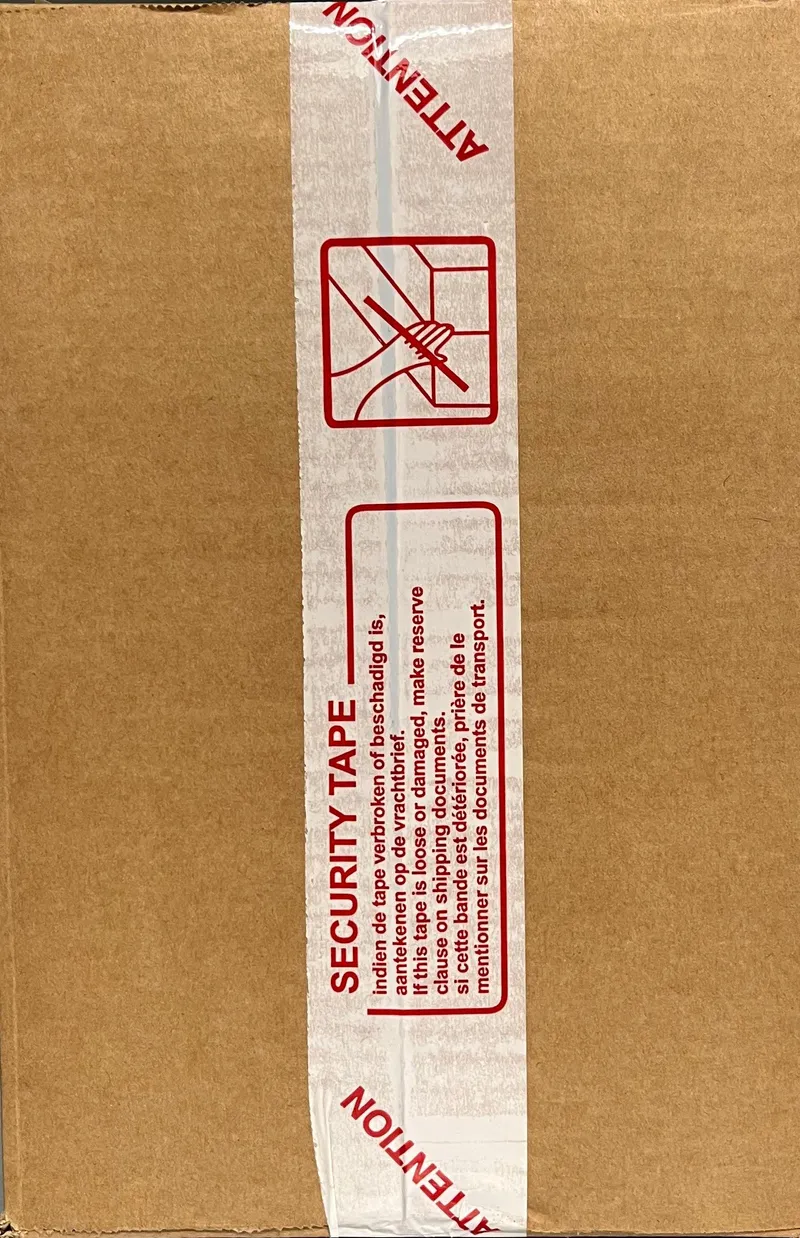 ATTENTION
SECURITY TAPE
indien de tape verbroken of beschadigd is,
aantekenen op de vrachtbrief.
If this tape is loose or damaged, make reserve
clause on shipping documents.
si cette bande est détériorée, prière de le
mentionner sur les documents de transport.
ATTENTION